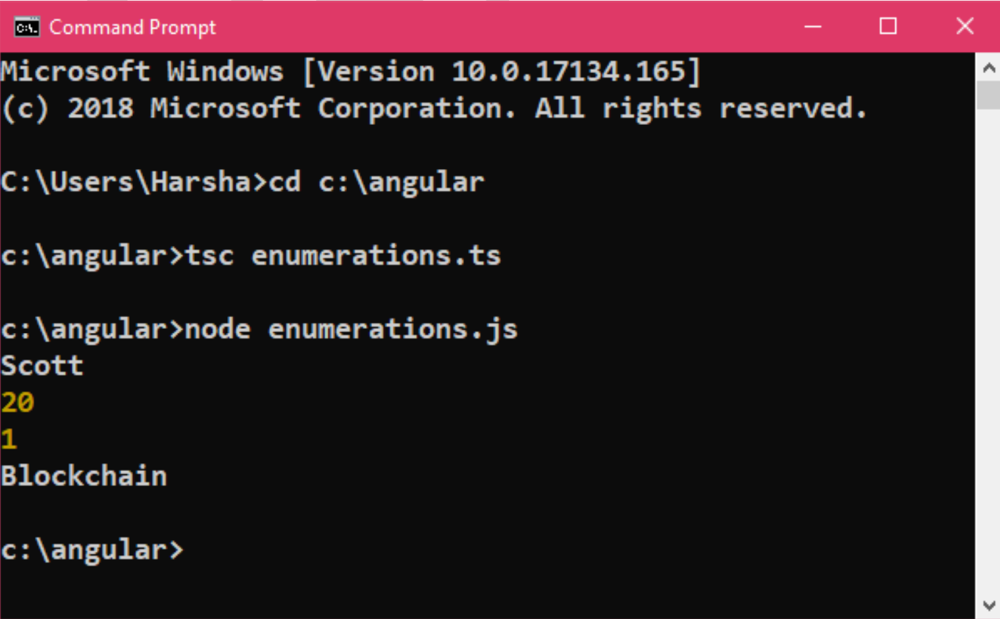 Command Prompt
Microsoft Windows [Version 10.0.17134.165]
(c) 2018 Microsoft Corporation. All rights reserved.
C:\Users\Harsha>cd c:\angular
c:\angular>tsc enumerations.ts
c:\angular>node enumerations.js
Scott
20
1
Blockchain
c:\angular>